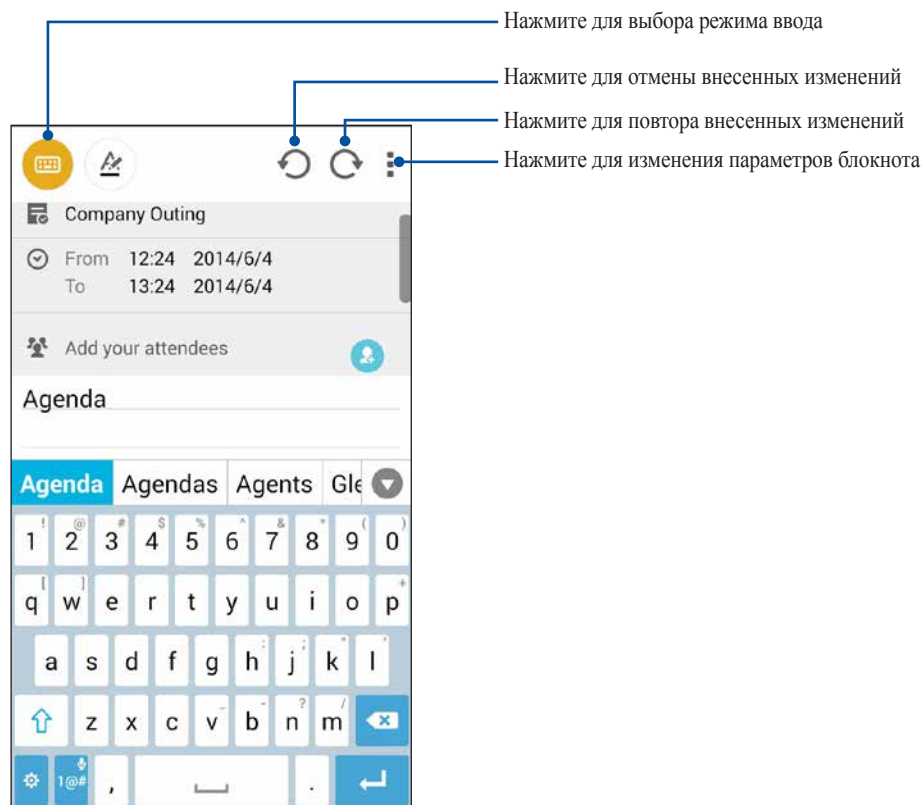 Нажмите для выбора режима ввода
Нажмите для отмены внесенных изменений
Нажмите для повтора внесенных изменений
Нажмите для изменения параметров блокнота
Company Outing
From 12:24 2014/6/4
To 13:24 2014/6/4
Add your attendees
Agenda
Agenda Agendas Agents Gle
! @ # $ % ^ & * ( )
1 2 3 4 5 6 7 8 9 0
[ ] +
q w e r t y u i o p
: ; " '
a s d f g h j k l
_ - ? /
z x c v b n m
1@# , .